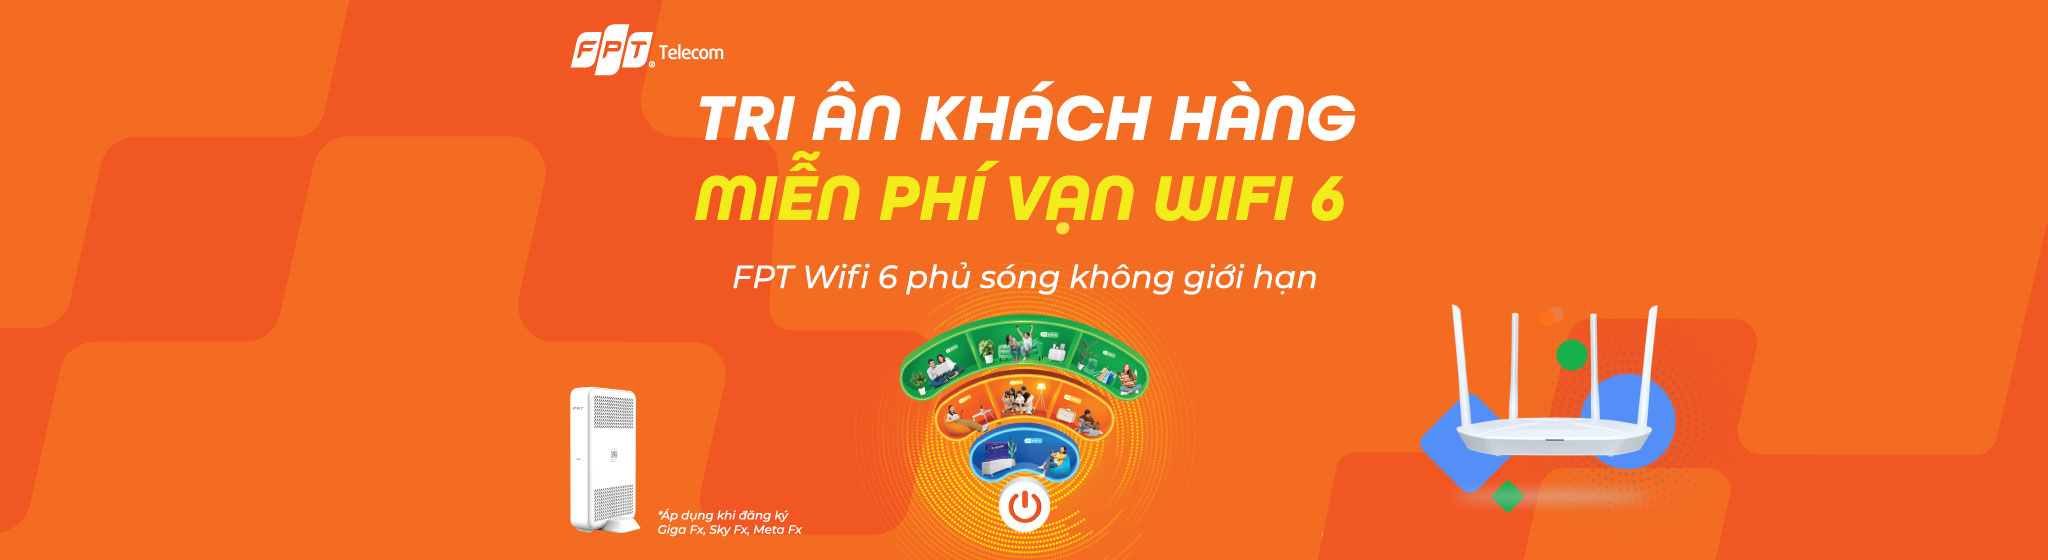 FPT Telecom
TRI ÂN KHÁCH HÀNG
MIỄN PHÍ VẠN WIFI 6
FPT Wifi 6 phủ sóng không giới hạn
FPT
*Áp dụng khi đăng ký
Giga Fx, Sky Fx, Meta Fx